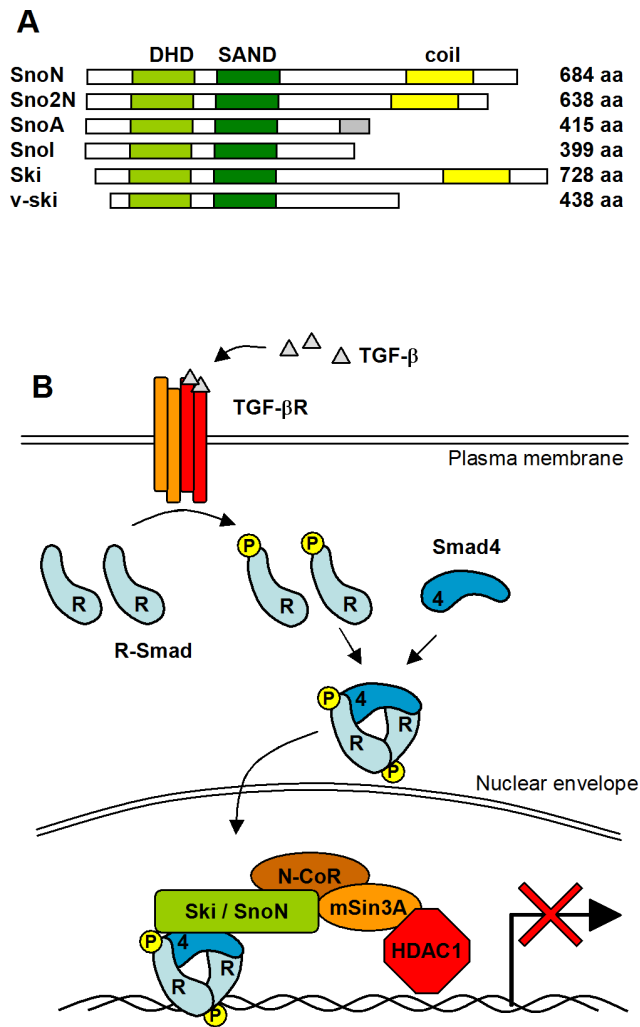 A
DHD SAND coil
SnoN 684 aa
Sno2N 638 aa
SnoA 415 aa
SnoI 399 aa
Ski 728 aa
v-ski 438 aa
TGF-β
B
TGF-βR
Plasma membrane
P P Smad4
R R R R 4
R-Smad
P 4
R R
P
Nuclear envelope
N-CoR
Ski / SnoN mSin3A
P 4
R R HDAC1
P